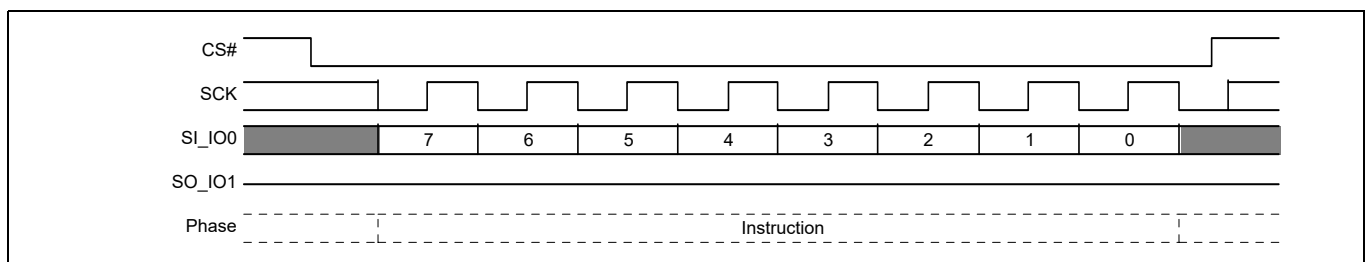 CS#
SCK
SI_IO0 7 6 5 4 3 2 1 0
SO_IO1
Phase Instruction